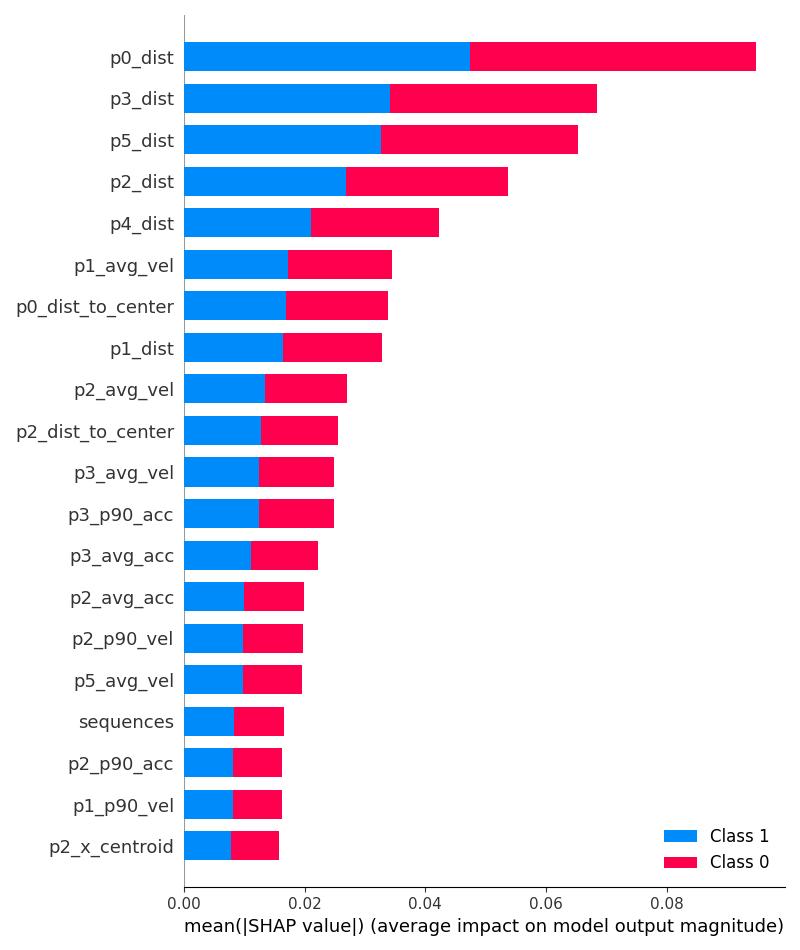 p0_dist
p3_dist
p5_dist
p2_dist
p4_dist
p1_avg_vel
p0_dist_to_center
p1_dist
p2_avg_vel
p2_dist_to_center
p3_avg_vel
p3_p90_acc
p3_avg_acc
p2_avg_acc
p2_p90_vel
p5_avg_vel
sequences
p2_p90_acc
p1_p90_vel
p2_x_centroid
Class 1
Class 0
0.00 0.02 0.04 0.06 0.08
mean(|SHAP value|) (average impact on model output magnitude)